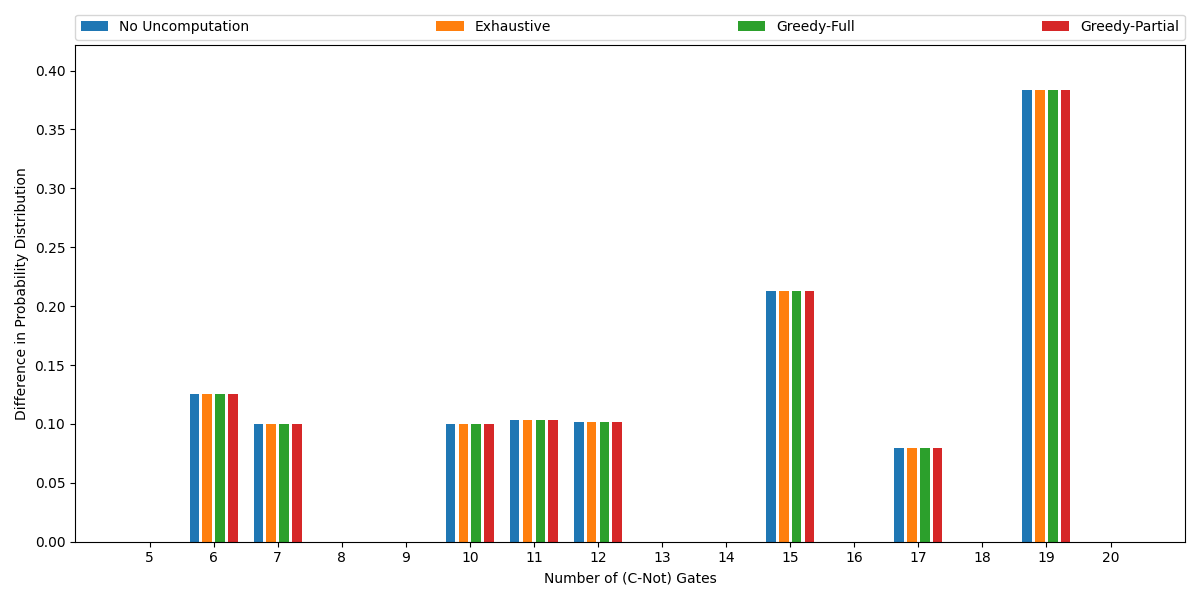 No Uncomputation Exhaustive Greedy-Full Greedy-Partial
0.40
0.35
0.30
0.25
0.20
0.15
0.10
0.05
0.00
Difference in Probability Distribution
5 6 7 8 9 10 11 12 13 14 15 16 17 18 19 20
Number of (C-Not) Gates